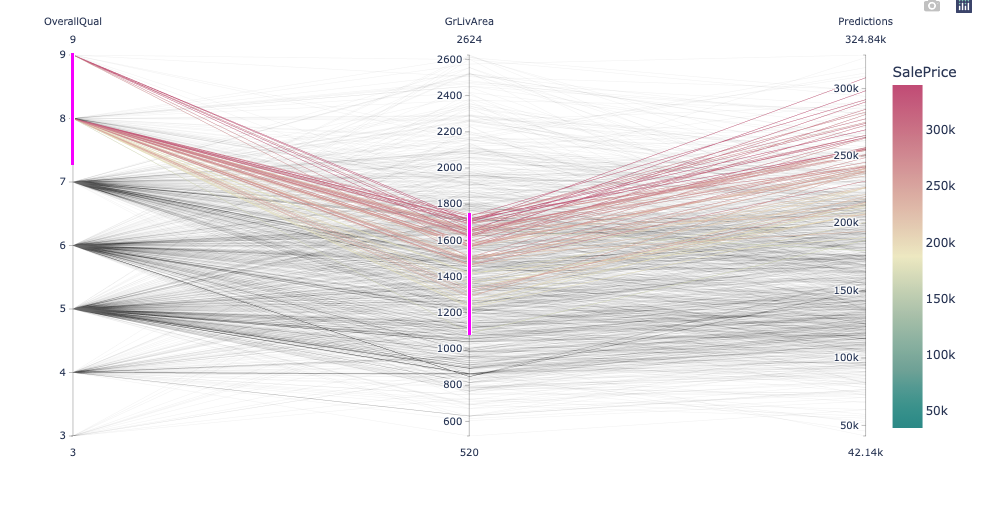 OverallQual
9
9
8
7
6
5
4
3
3
GrLivArea
2624
2600
2400
2200
2000
1800
1600
1400
1200
1000
800
600
520
Predictions
324.84k
300k
250k
200k
150k
100k
50k
42.14k
SalePrice
300k
250k
200k
150k
100k
50k